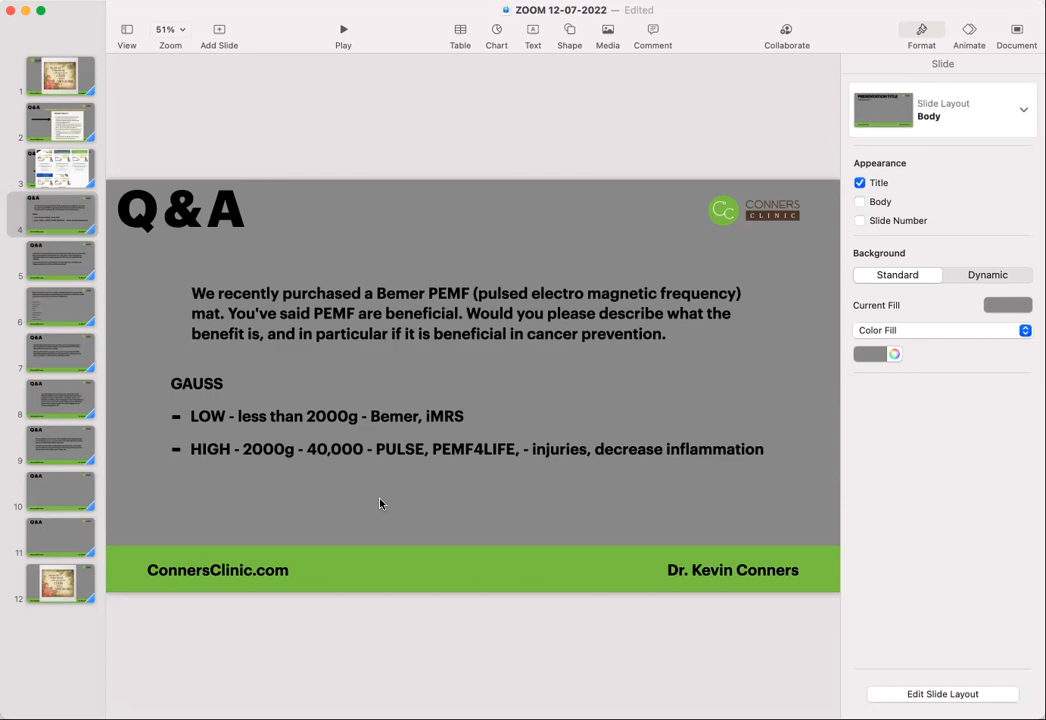 ZOOM 12-07-2022 — Edited
51%
View
Zoom
Add Slide
Play
Table
Chart
Text
Shape
Media
Comment
Collaborate
Format
Animate
Document
Slide
Slide Layout
Body
Appearance
Title
Body
Slide Number
Background
Standard
Dynamic
Current Fill
Color Fill
Edit Slide Layout
1
2
3
4
5
6
7
8
9
10
11
12
Q&A
Q&A
Q&A
Q&A
Q&A
Q&A
Q&A
Q&A
Q&A
Q & A
CC
CONNERS
CLINIC
We recently purchased a Bemer PEMF (pulsed electro magnetic frequency)
mat. You've said PEMF are beneficial. Would you please describe what the
benefit is, and in particular if it is beneficial in cancer prevention.
GAUSS
- LOW - less than 2000g - Bemer, iMRS
- HIGH - 2000g - 40,000 - PULSE, PEMF4LIFE, - injuries, decrease inflammation
ConnersClinic.com
Dr. Kevin Conners